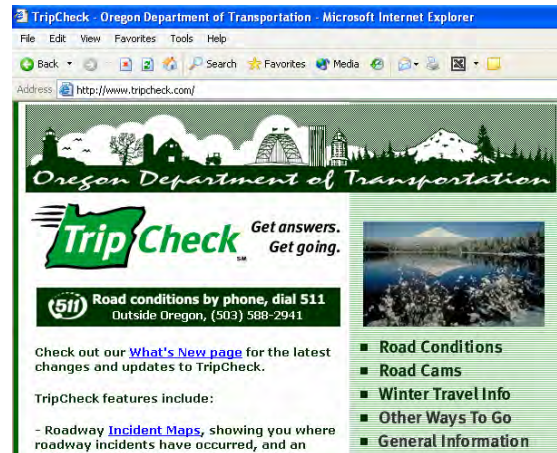 TripCheck - Oregon Department of Transportation - Microsoft Internet Explorer
File Edit View Favorites Tools Help
Back Search Favorites Media
Address http://www.tripcheck.com/
Oregon Department of Transportation
TripCheck SM
Get answers.
Get going.
511 Road conditions by phone, dial 511
Outside Oregon, (503) 588-2941
Check out our What's New page for the latest
changes and updates to TripCheck.
TripCheck features include:
- Roadway Incident Maps, showing you where
roadway incidents have occurred, and an
Road Conditions
Road Cams
Winter Travel Info
Other Ways To Go
General Information